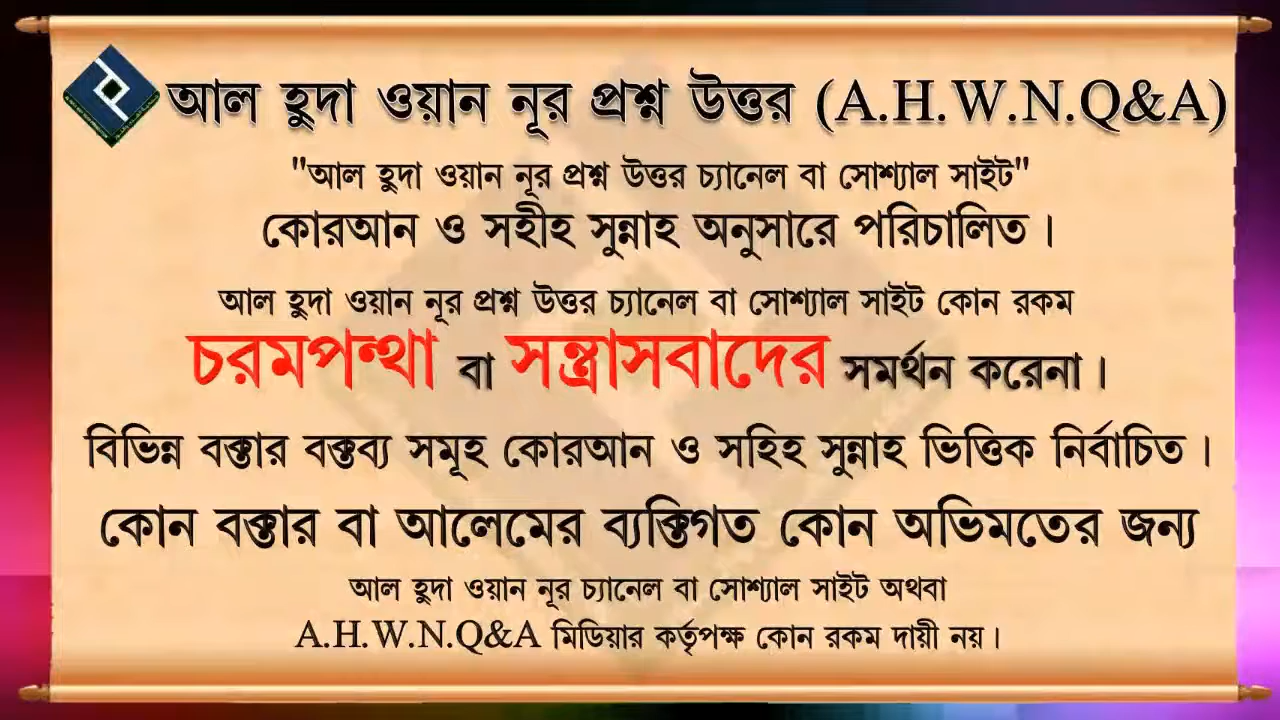 আল হুদা ওয়ান নূর প্রশ্ন উত্তর (A.H.W.N.Q&A)
"আল হুদা ওয়ান নূর প্রশ্ন উত্তর চ্যানেল বা সোশ্যাল সাইট"
কোরআন ও সহীহ সুন্নাহ অনুসারে পরিচালিত।
আল হুদা ওয়ান নূর প্রশ্ন উত্তর চ্যানেল বা সোশ্যাল সাইট কোন রকম
চরমপন্থা বা সন্ত্রাসবাদের সমর্থন করেনা।
বিভিন্ন বক্তার বক্তব্য সমূহ কোরআন ও সহিহ সুন্নাহ ভিত্তিক নির্বাচিত।
কোন বক্তার বা আলেমের ব্যক্তিগত কোন অভিমতের জন্য
আল হুদা ওয়ান নূর চ্যানেল বা সোশ্যাল সাইট অথবা
A.H.W.N.Q&A মিডিয়ার কর্তৃপক্ষ কোন রকম দায়ী নয়।